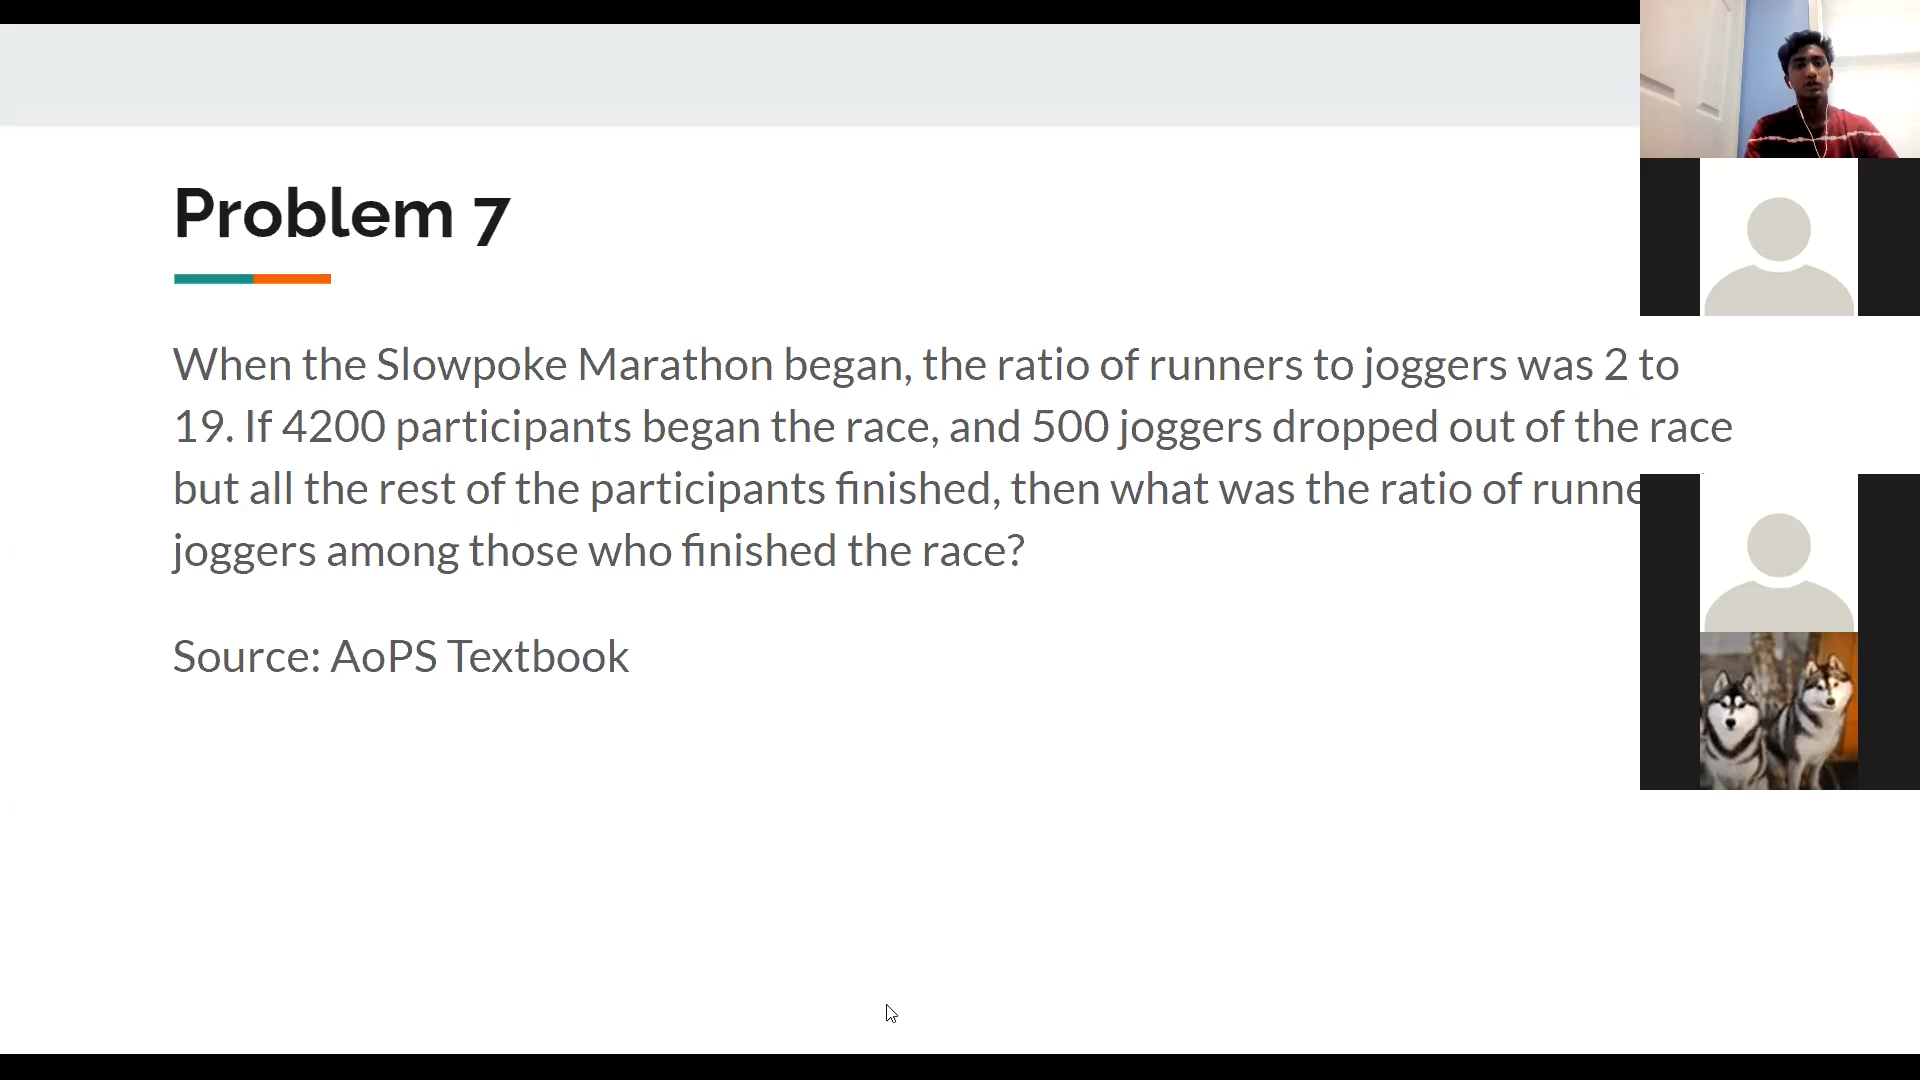 Problem 7
When the Slowpoke Marathon began, the ratio of runners to joggers was 2 to
19. If 4200 participants began the race, and 500 joggers dropped out of the race
but all the rest of the participants finished, then what was the ratio of
joggers among those who finished the race?
Source: AoPS Textbook